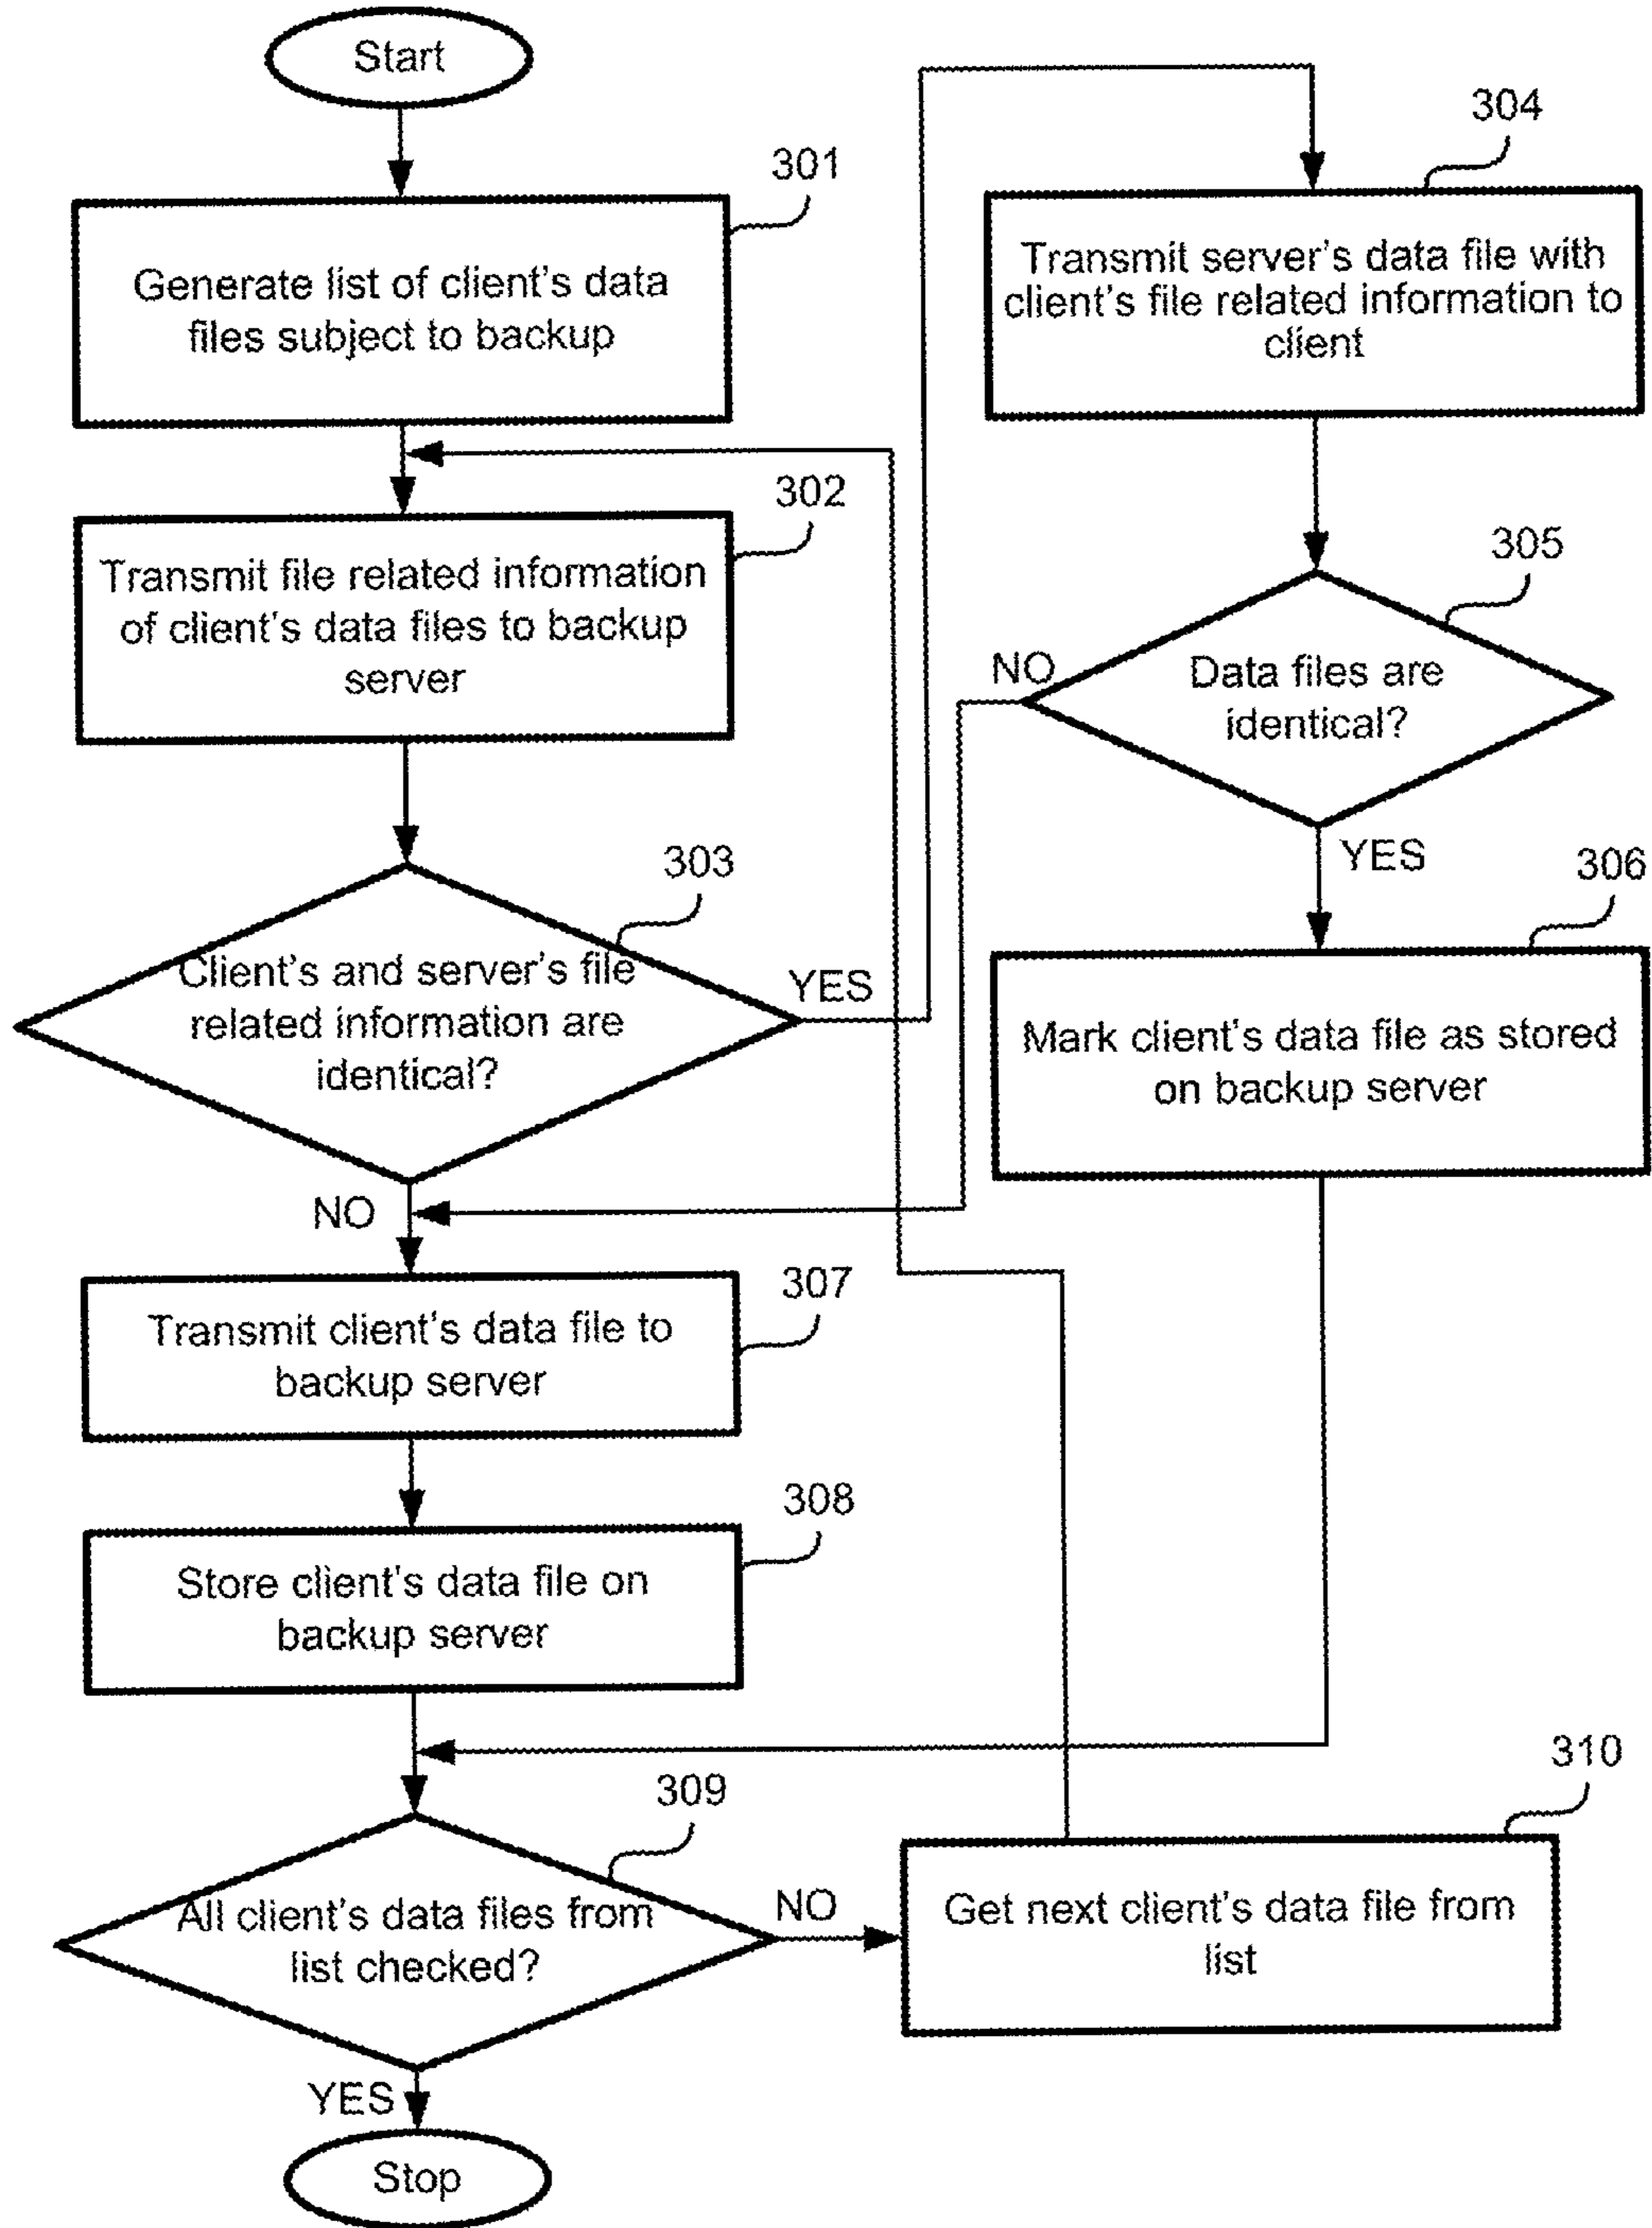 Start
301
Generate list of client's data
files subject to backup
302
Transmit file related information
of client's data files to backup
server
303
Client's and server's file
related information are
identical?
YES
NO
304
Transmit server's data file with
client's file related information to
client
305
NO
Data files are
identical?
YES
306
Mark client's data file as stored
on backup server
307
Transmit client's data file to
backup server
308
Store client's data file on
backup server
309
All client's data files from
list checked?
NO
310
Get next client's data file from
list
YES
Stop